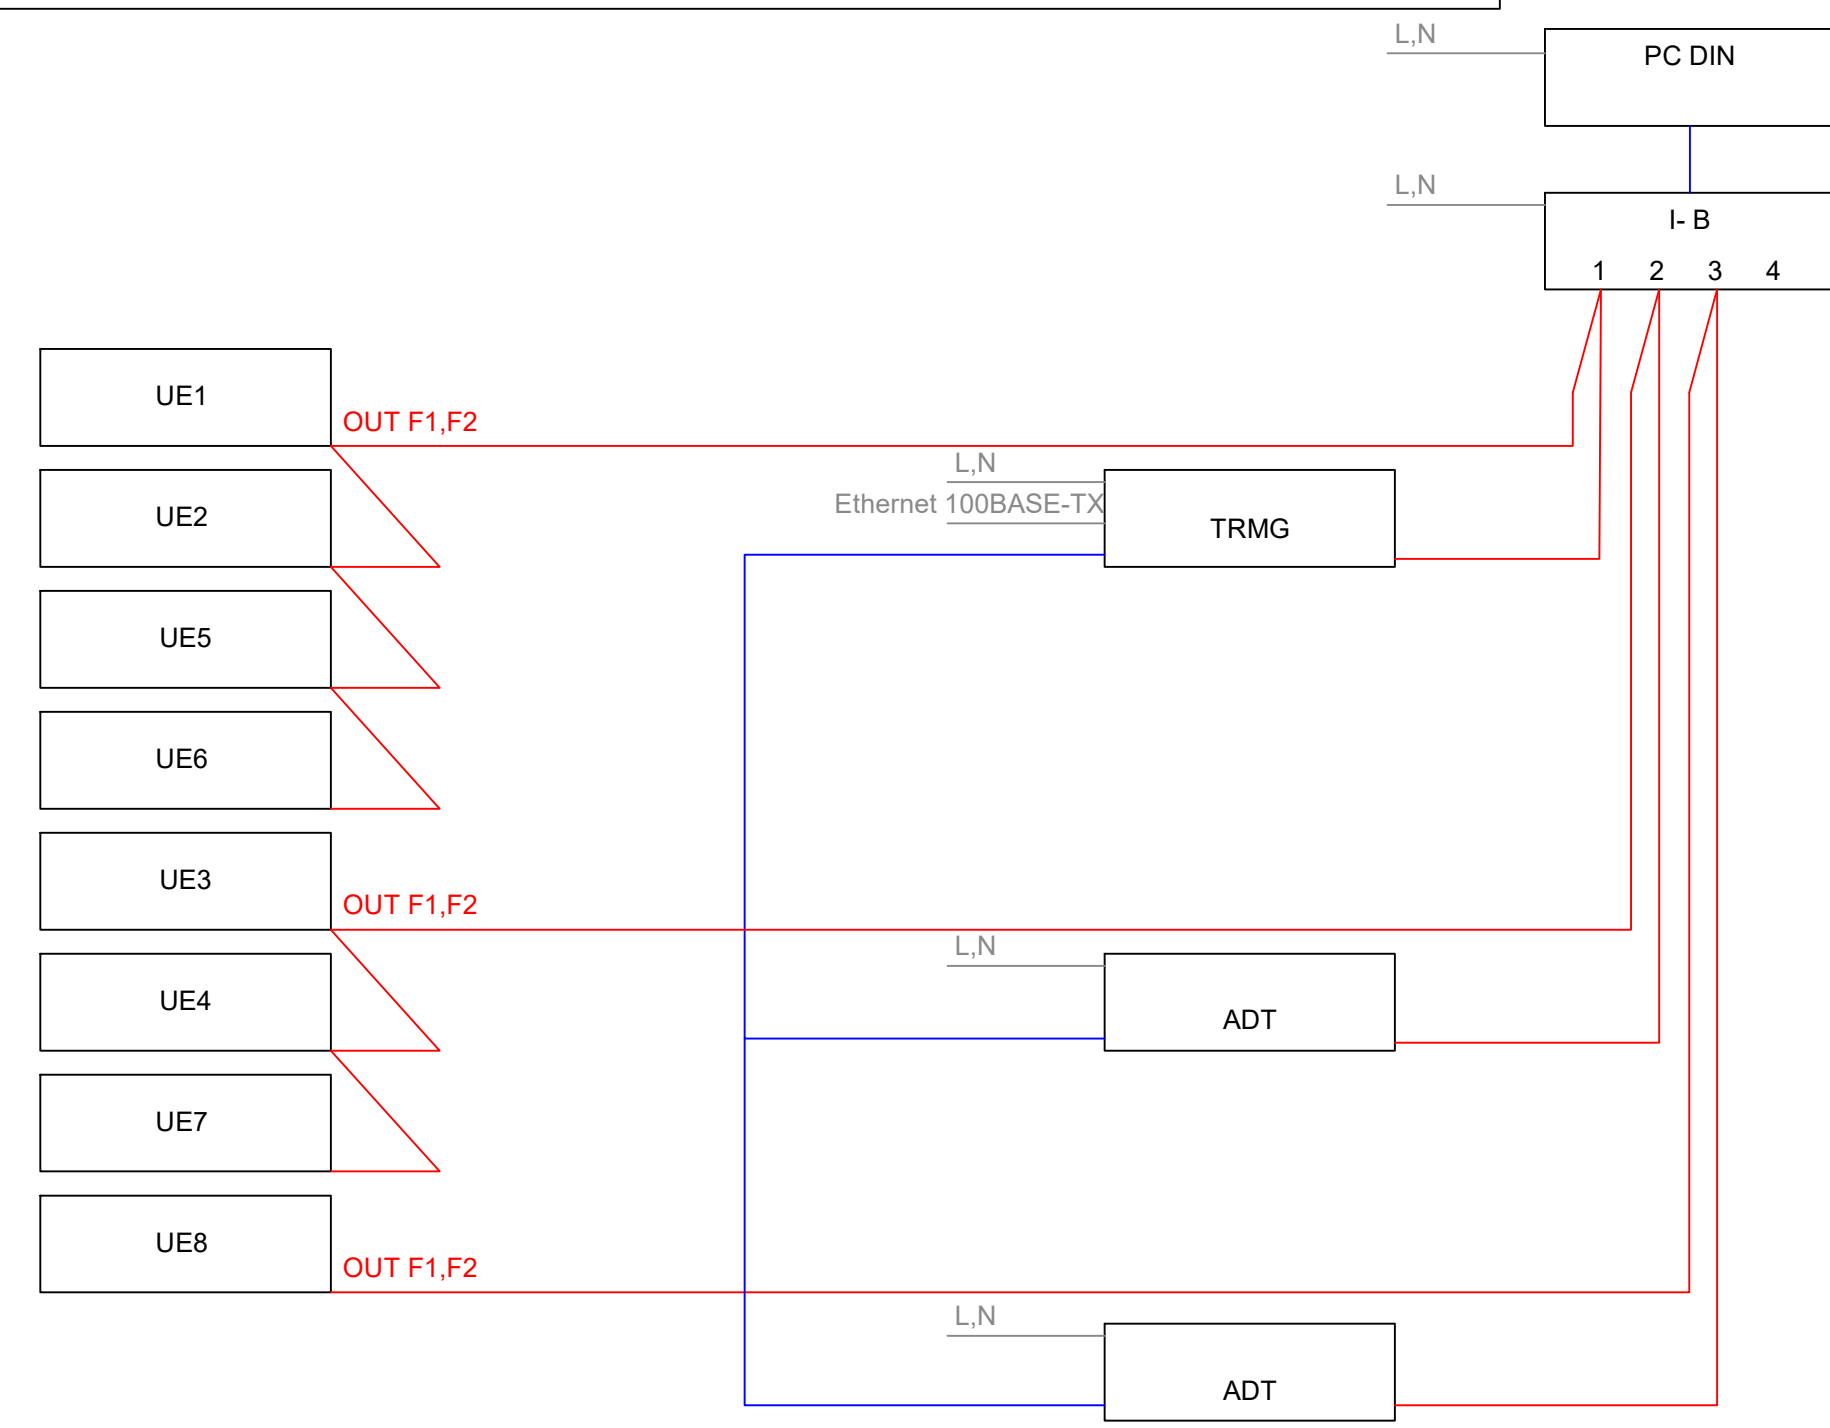 L,N
PC DIN
L,N
I- B
1 2 3 4
UE1
OUT F1,F2
L,N
Ethernet 100BASE-TX
UE2
TRMG
UE5
UE6
UE3
OUT F1,F2
L,N
UE4
ADT
UE7
UE8
OUT F1,F2
L,N
ADT